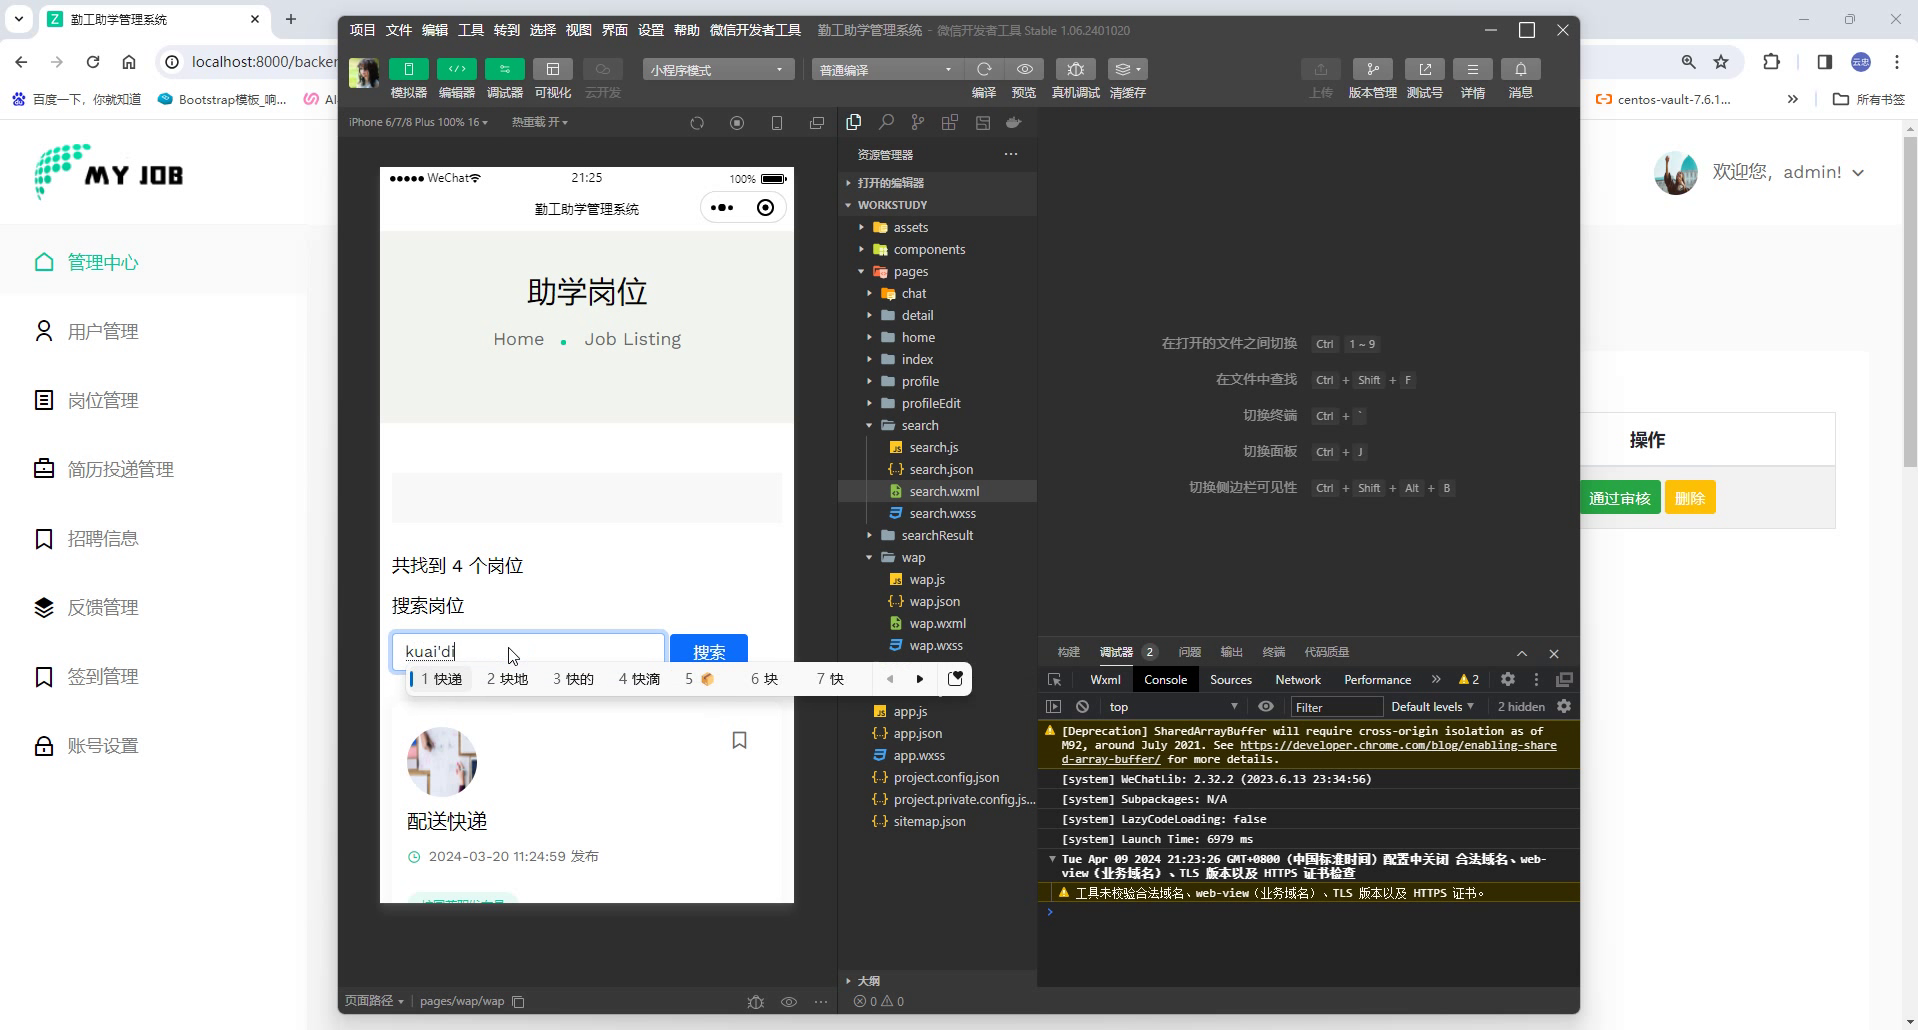 勤工助学管理系统
localhost:8000/backer
百度一下，你就知道
Bootstrap模板_响...
centos-vault-7.6.1...
所有书签
云忠
项目 文件 编辑 工具 转到 选择 视图 界面 设置 帮助 微信开发者工具 勤工助学管理系统 - 微信开发者工具 Stable 1.06.2401020
小程序模式
普通编译
模拟器 编辑器 调试器 可视化 云开发
编译 预览 真机调试 清缓存
上传 版本管理 测试号 详情 消息
iPhone 6/7/8 Plus 100% 16
热重载 开
MY JOB
欢迎您，admin!
管理中心
用户管理
岗位管理
简历投递管理
招聘信息
反馈管理
签到管理
账号设置
操作
通过审核 删除
WeChat
21:25
100%
勤工助学管理系统
助学岗位
Home
Job Listing
共找到 4 个岗位
搜索岗位
kuai'di
搜索
1 快递 2 块地 3 快的 4 快滴 5 📦 6 块 7 快
配送快递
2024-03-20 11:24:59 发布
页面路径
pages/wap/wap
资源管理器
打开的编辑器
WORKSTUDY
assets
components
pages
chat
detail
home
index
profile
profileEdit
search
search.js
search.json
search.wxml
search.wxss
searchResult
wap
wap.js
wap.json
wap.wxml
wap.wxss
app.js
app.json
app.wxss
project.config.json
project.private.config.js...
sitemap.json
大纲
0 0
在打开的文件之间切换 Ctrl 1 ~ 9
在文件中查找 Ctrl + Shift + F
切换终端 Ctrl + `
切换面板 Ctrl + J
切换侧边栏可见性 Ctrl + Shift + Alt + B
构建 调试器 2 问题 输出 终端 代码质量
Wxml Console Sources Network Performance » 2
top
Filter
Default levels
2 hidden
[Deprecation] SharedArrayBuffer will require cross-origin isolation as of
M92, around July 2021. See https://developer.chrome.com/blog/enabling-share
d-array-buffer/ for more details.
[system] WeChatLib: 2.32.2 (2023.6.13 23:34:56)
[system] Subpackages: N/A
[system] LazyCodeLoading: false
[system] Launch Time: 6979 ms
Tue Apr 09 2024 21:23:26 GMT+0800 (中国标准时间) 配置中关闭 合法域名、web-
view（业务域名）、TLS 版本以及 HTTPS 证书检查
工具未校验合法域名、web-view（业务域名）、TLS 版本以及 HTTPS 证书。